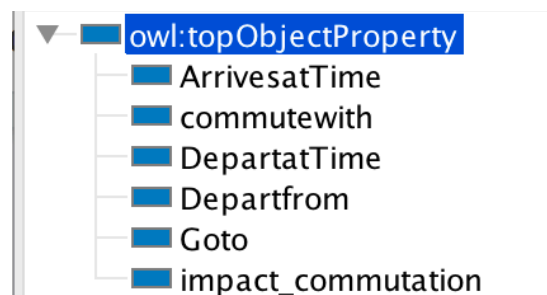 owl:topObjectProperty
ArrivesatTime
commutewith
DepartatTime
Departfrom
Goto
impact_commutation